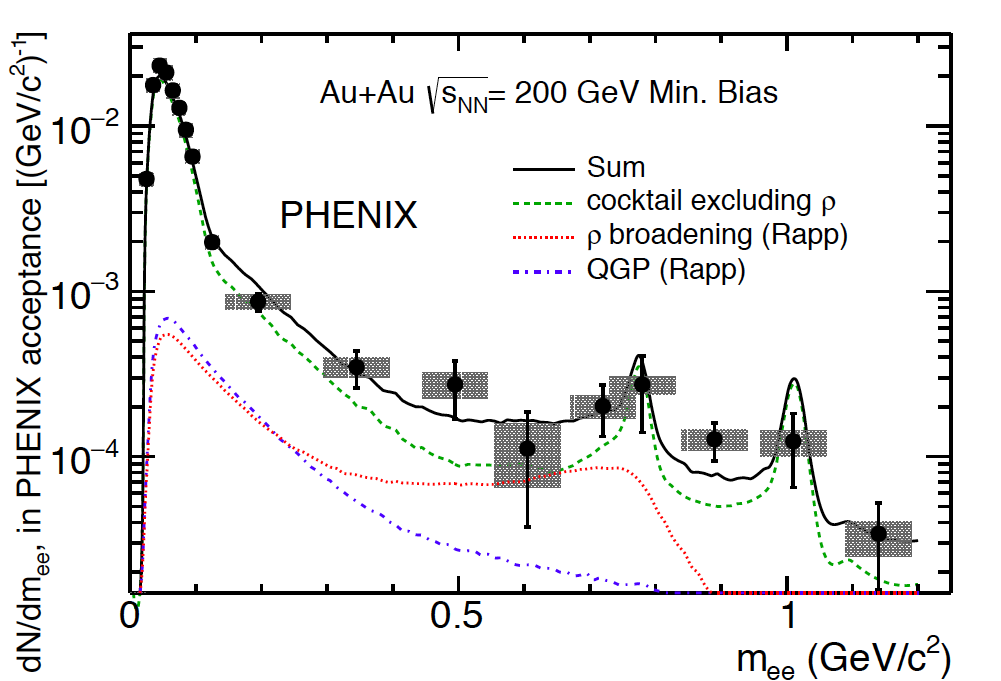 Au+Au √sNN= 200 GeV Min. Bias
PHENIX
Sum
cocktail excluding ρ
ρ broadening (Rapp)
QGP (Rapp)
dN/dmee, in PHENIX acceptance [(GeV/c²)⁻¹]
10⁻²
10⁻³
10⁻⁴
0
0.5
1
mee (GeV/c²)